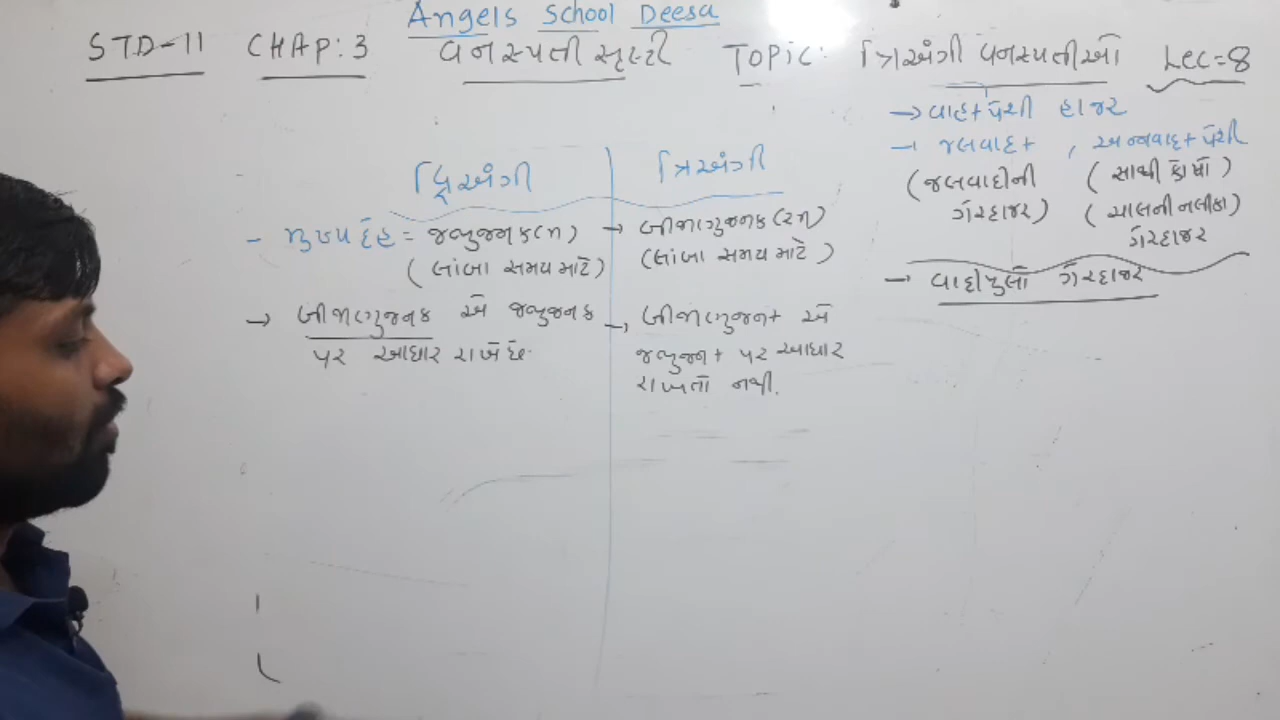 Angels School Deesa
STD-11 CHAP: 3 વનસ્પતી સૃષ્ટી TOPIC: ત્રિઅંગી વનસ્પતીઓ Lec=8
→ વાહક પેશી હાજર
→ જલવાહક, અન્નવાહક પેશી
(જલવાહીની (સાથી કોષો)
ગેરહાજર) (ચાલની નલીકા)
ગેરહાજર
→ વાહીપુલો ગેરહાજર
દ્વિઅંગી ત્રિઅંગી
- મુખ્ય દેહ = જન્યુજનક(n) → બીજાણુજનક(2n)
(લાંબા સમય માટે) (લાંબા સમય માટે)
→ બીજાણુજનક એ જન્યુજનક → બીજાણુજનક એ
પર આધાર રાખે છે. જન્યુજનક પર આધાર
રાખતો નથી.